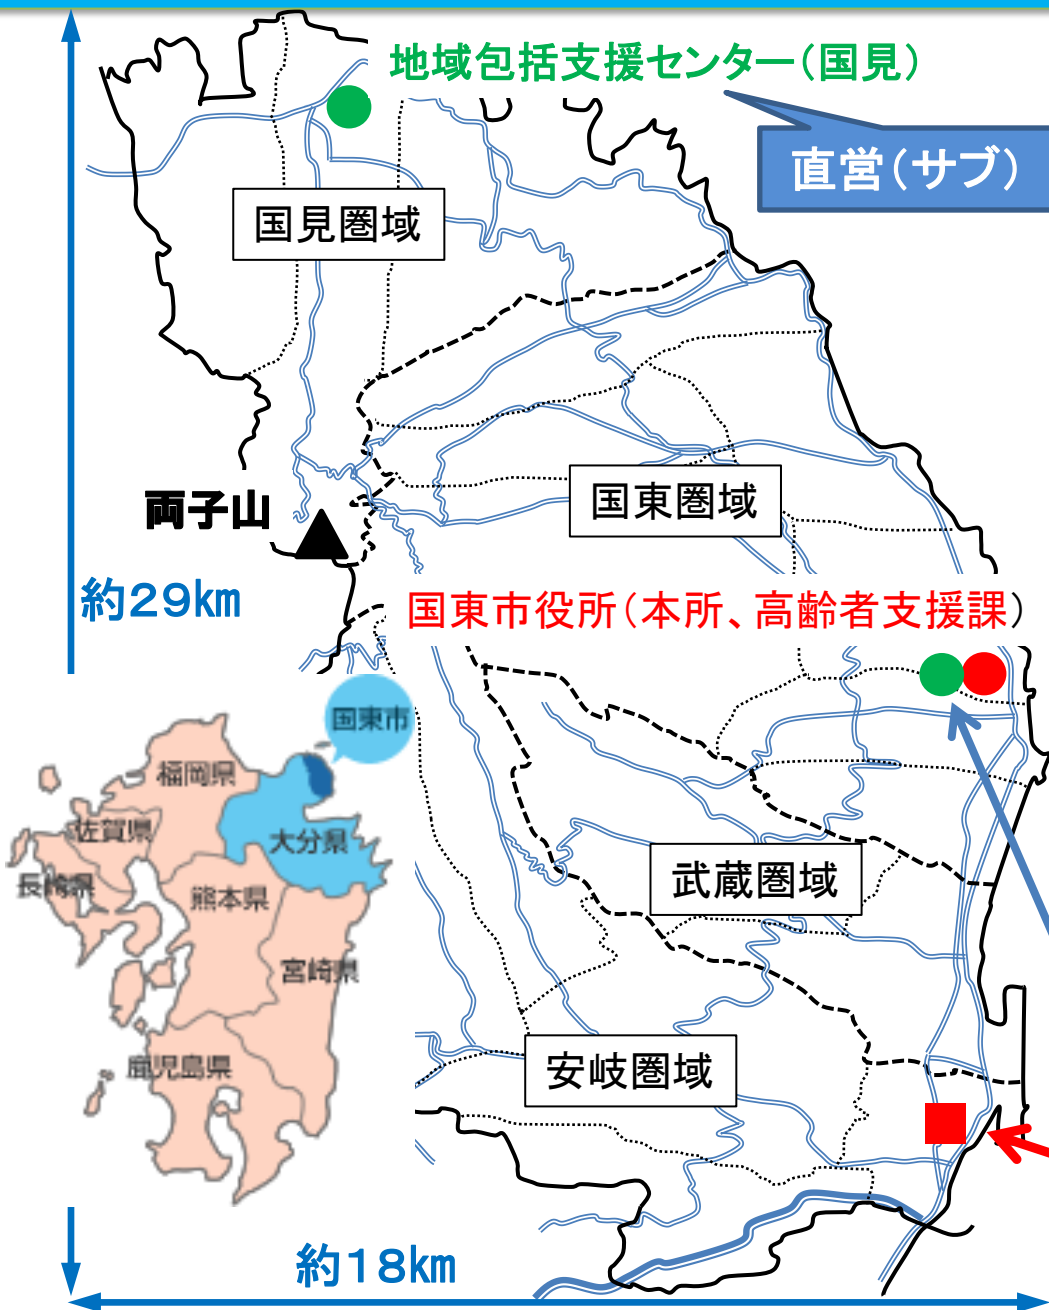 地域包括支援センター(国見)
直営(サブ)
国見圏域
国東圏域
両子山
約29km
国東市役所(本所、高齢者支援課)
国東市
福岡県
佐賀県
大分県
長崎県
熊本県
宮崎県
鹿児島県
武蔵圏域
安岐圏域
約18km